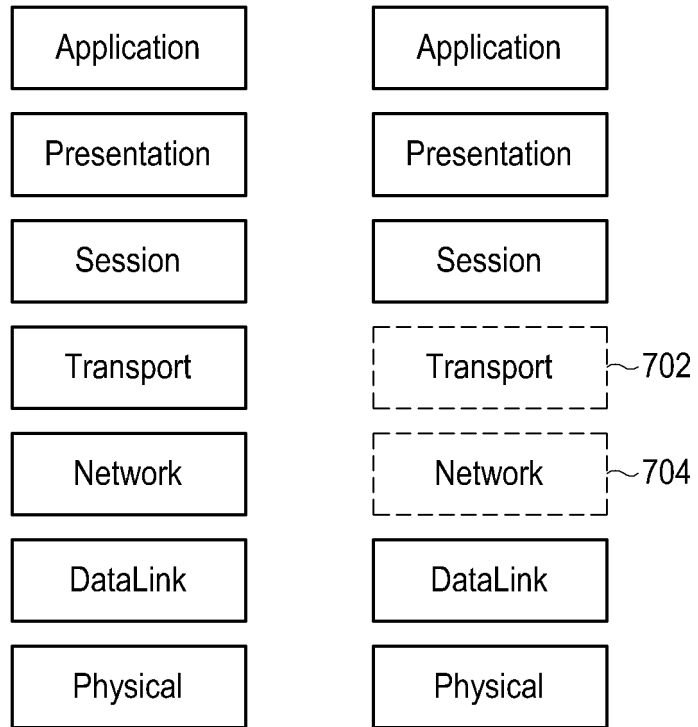 Application
Presentation
Session
Transport
Network
DataLink
Physical
Application
Presentation
Session
Transport
702
Network
704
DataLink
Physical